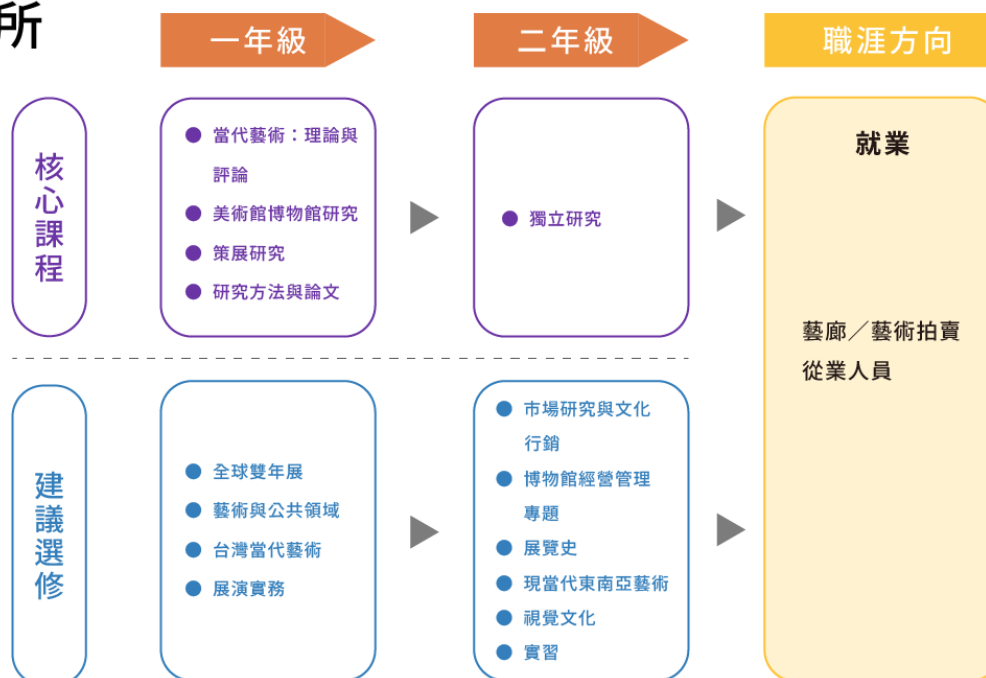 所
一年級
二年級
職涯方向
核心課程
當代藝術：理論與
評論
美術館博物館研究
策展研究
研究方法與論文
獨立研究
就業
藝廊／藝術拍賣
從業人員
建議選修
全球雙年展
藝術與公共領域
台灣當代藝術
展演實務
市場研究與文化
行銷
博物館經營管理
專題
展覽史
現當代東南亞藝術
視覺文化
實習